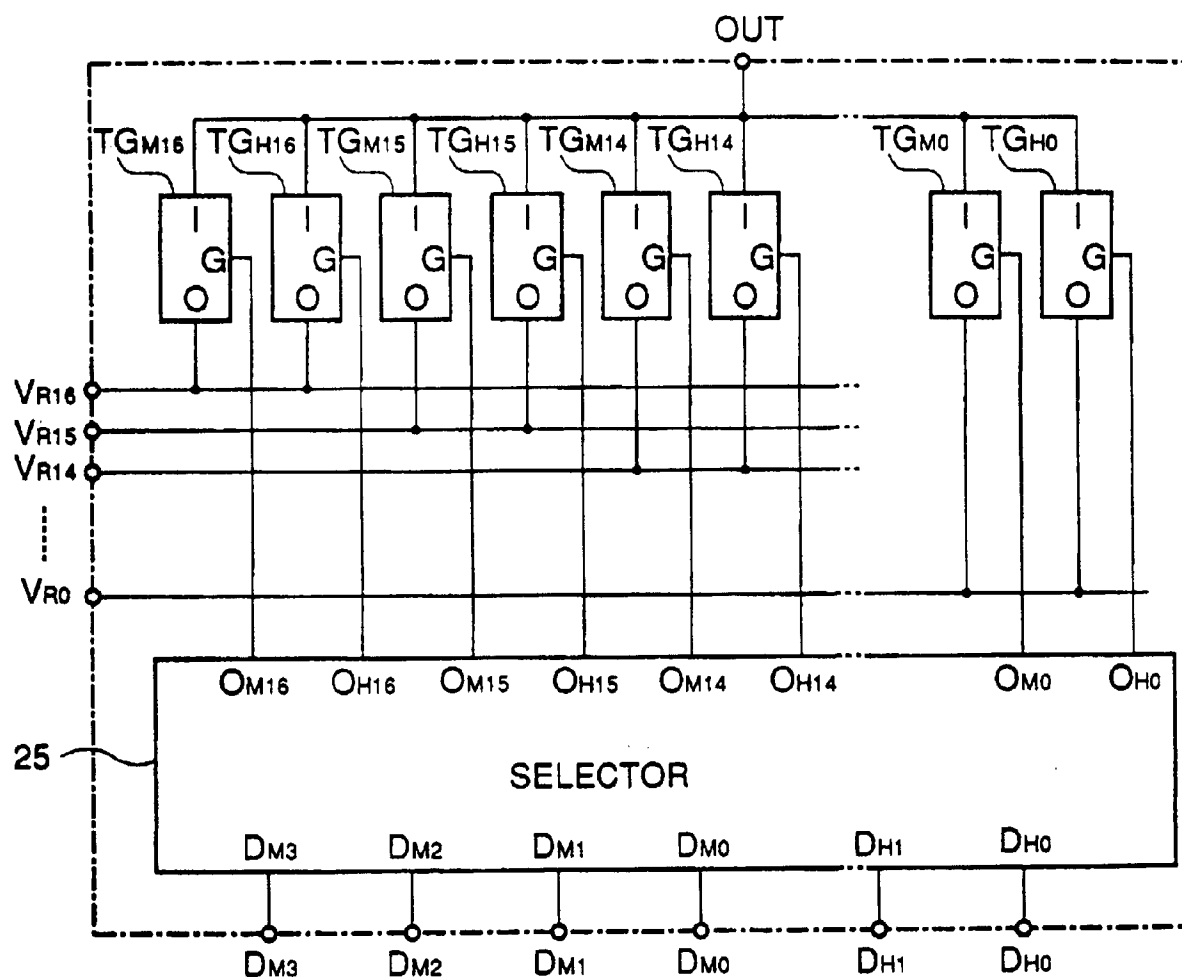 OUT
TGM16 TGH16 TGM15 TGH15 TGM14 TGH14 TGM0 TGH0
I I I I I I I I
G G G G G G G G
O O O O O O O O
VR16
VR15
VR14
VR0
OM16 OH16 OM15 OH15 OM14 OH14 OM0 OH0
25
SELECTOR
DM3 DM2 DM1 DM0 DH1 DH0
DM3 DM2 DM1 DM0 DH1 DH0